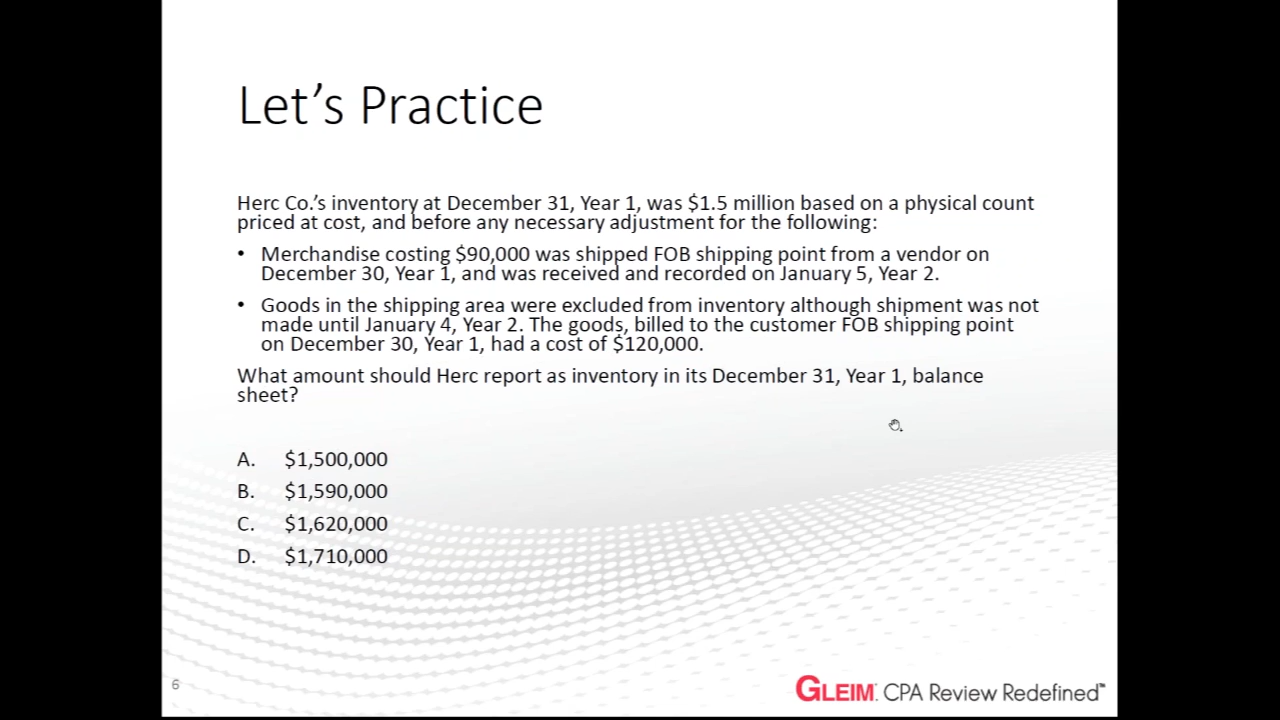 Let's Practice
Herc Co.'s inventory at December 31, Year 1, was $1.5 million based on a physical count
priced at cost, and before any necessary adjustment for the following:
• Merchandise costing $90,000 was shipped FOB shipping point from a vendor on
December 30, Year 1, and was received and recorded on January 5, Year 2.
• Goods in the shipping area were excluded from inventory although shipment was not
made until January 4, Year 2. The goods, billed to the customer FOB shipping point
on December 30, Year 1, had a cost of $120,000.
What amount should Herc report as inventory in its December 31, Year 1, balance
sheet?
A. $1,500,000
B. $1,590,000
C. $1,620,000
D. $1,710,000
6
GLEIM CPA Review Redefined™